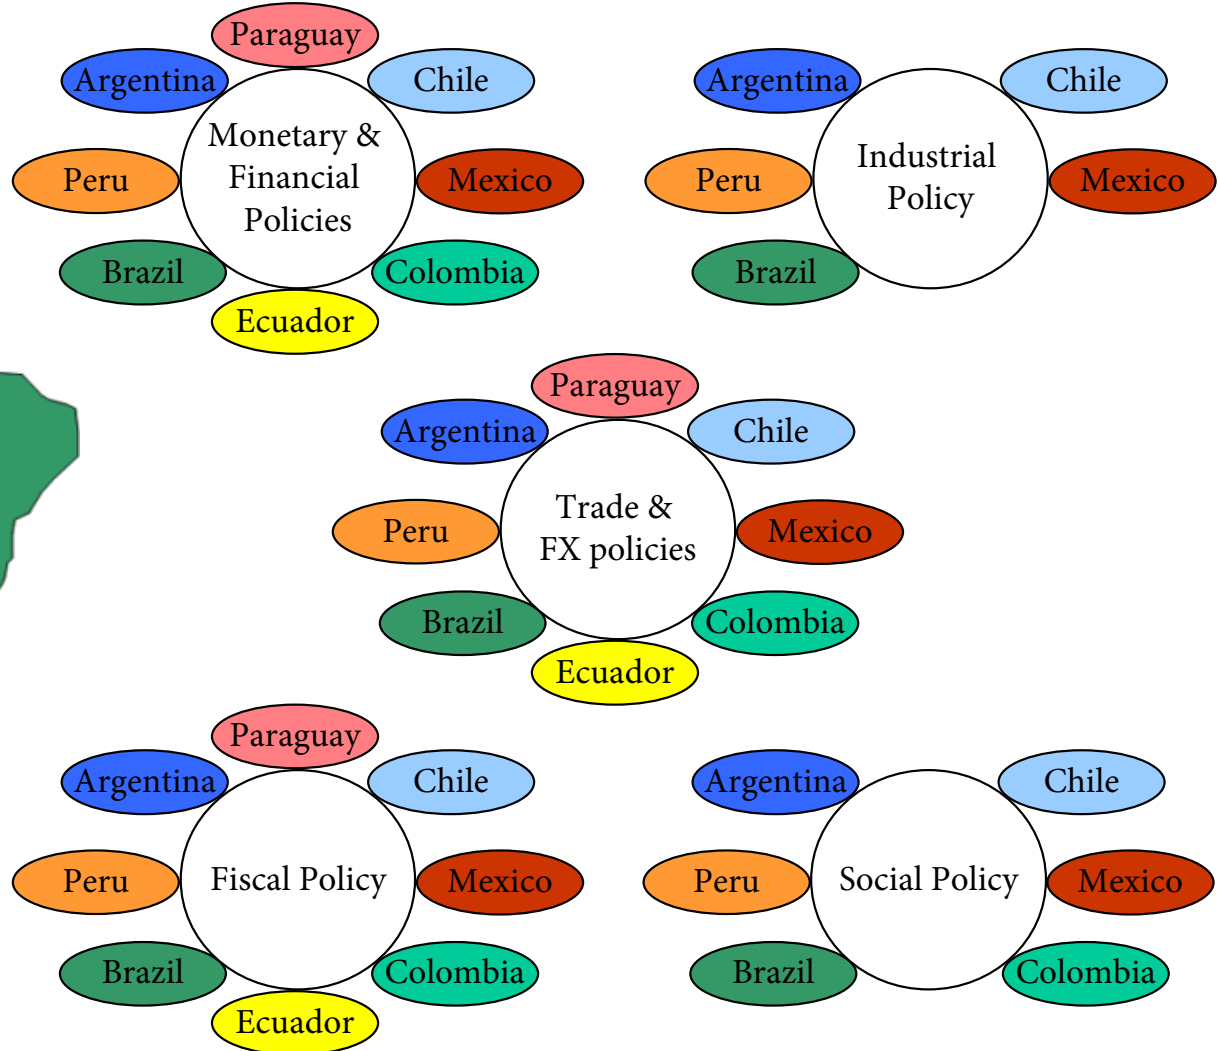 Paraguay
Argentina
Chile
Peru
Monetary &
Financial
Policies
Mexico
Brazil
Colombia
Ecuador
Argentina
Chile
Peru
Industrial
Policy
Mexico
Brazil
Paraguay
Argentina
Chile
Peru
Trade &
FX policies
Mexico
Brazil
Colombia
Ecuador
Paraguay
Argentina
Chile
Peru
Fiscal Policy
Mexico
Brazil
Colombia
Ecuador
Argentina
Chile
Peru
Social Policy
Mexico
Brazil
Colombia